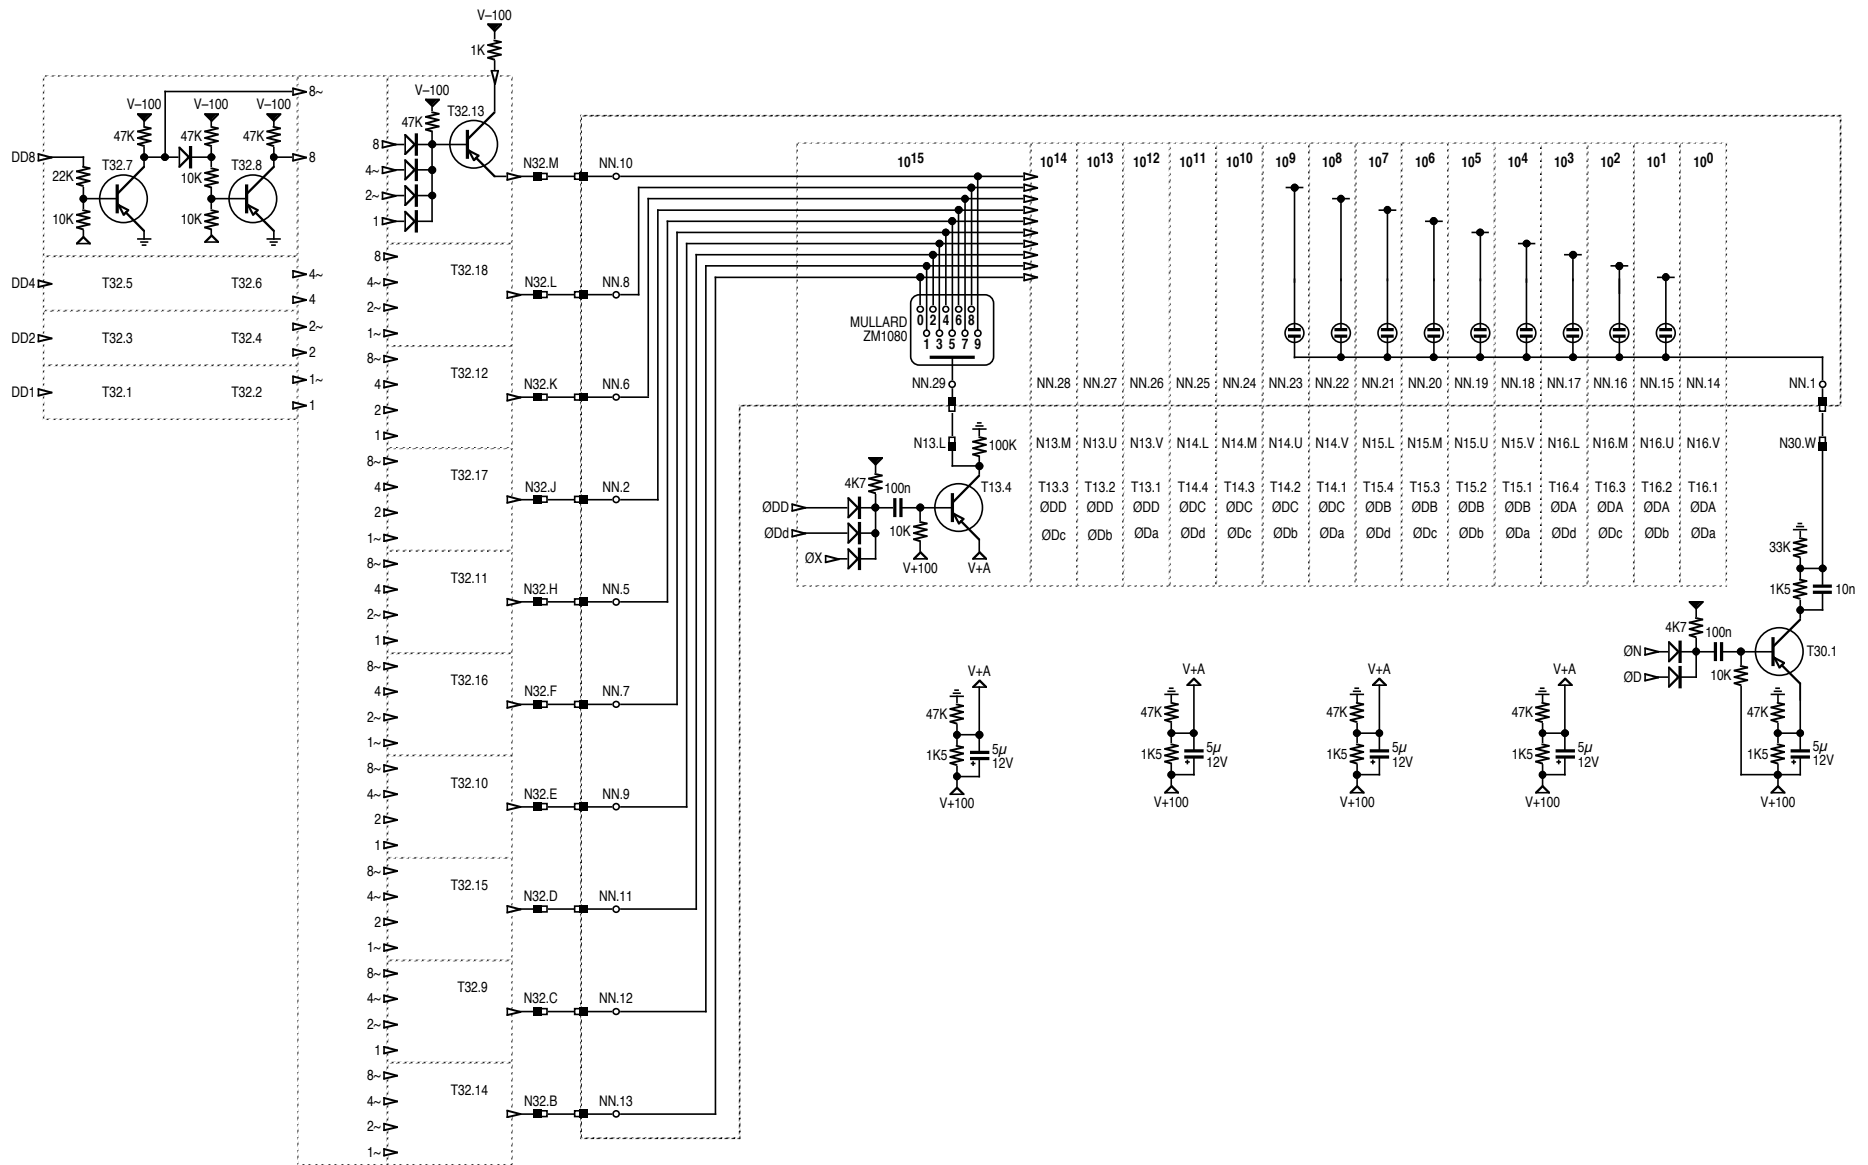 V–100
1K
V–100
V–100
V–100
47K
47K
47K
DD8
T32.7
T32.8
22K
10K
10K
10K
8~
8
DD4
T32.5
T32.6
4~
4
DD2
T32.3
T32.4
2~
2
DD1
T32.1
T32.2
1~
1
V–100
47K
T32.13
8
4~
2~
1
N32.M
NN.10
8
4~
2~
1~
T32.18
N32.L
NN.8
8~
4
2
1
T32.12
N32.K
NN.6
8~
4
2
1~
T32.17
N32.J
NN.2
8~
4
2~
1
T32.11
N32.H
NN.5
8~
4
2~
1~
T32.16
N32.F
NN.7
8~
4~
2
1
T32.10
N32.E
NN.9
8~
4~
2
1~
T32.15
N32.D
NN.11
8~
4~
2~
1
T32.9
N32.C
NN.12
8~
4~
2~
1~
T32.14
N32.B
NN.13
10¹⁵ 10¹⁴ 10¹³ 10¹² 10¹¹ 10¹⁰ 10⁹ 10⁸ 10⁷ 10⁶ 10⁵ 10⁴ 10³ 10² 10¹ 10⁰
MULLARD
ZM1080
0 2 4 6 8
1 3 5 7 9
NN.29 NN.28 NN.27 NN.26 NN.25 NN.24 NN.23 NN.22 NN.21 NN.20 NN.19 NN.18 NN.17 NN.16 NN.15 NN.14 NN.1
N13.L N13.M N13.U N13.V N14.L N14.M N14.U N14.V N15.L N15.M N15.U N15.V N16.L N16.M N16.U N16.V N30.W
100K
4K7
100n
T13.4 T13.3 T13.2 T13.1 T14.4 T14.3 T14.2 T14.1 T15.4 T15.3 T15.2 T15.1 T16.4 T16.3 T16.2 T16.1
ØDD ØDD ØDD ØDD ØDC ØDC ØDC ØDC ØDB ØDB ØDB ØDB ØDA ØDA ØDA ØDA
ØDd ØDc ØDb ØDa ØDd ØDc ØDb ØDa ØDd ØDc ØDb ØDa ØDd ØDc ØDb ØDa
10K
ØX
V+100
V+A
33K
1K5
10n
4K7
100n
ØN
ØD
T30.1
10K
47K
1K5
5µ
12V
+
V+100
V+A
47K
1K5
5µ
12V
+
V+100
V+A
47K
1K5
5µ
12V
+
V+100
V+A
47K
1K5
5µ
12V
+
V+100
V+A
47K
1K5
5µ
12V
+
V+100